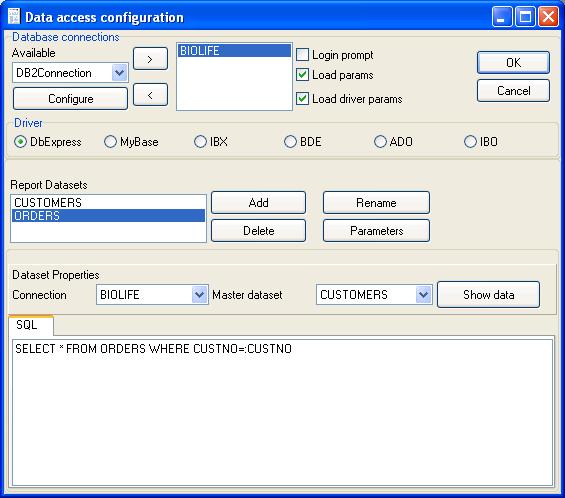 Data access configuration
Database connections
Available
DB2Connection
Configure
>
<
BIOLIFE
Login prompt
Load params
Load driver params
OK
Cancel
Driver
DbExpress MyBase IBX BDE ADO IBO
Report Datasets
CUSTOMERS
ORDERS
Add Rename
Delete Parameters
Dataset Properties
Connection BIOLIFE Master dataset CUSTOMERS Show data
SQL
SELECT * FROM ORDERS WHERE CUSTNO=:CUSTNO